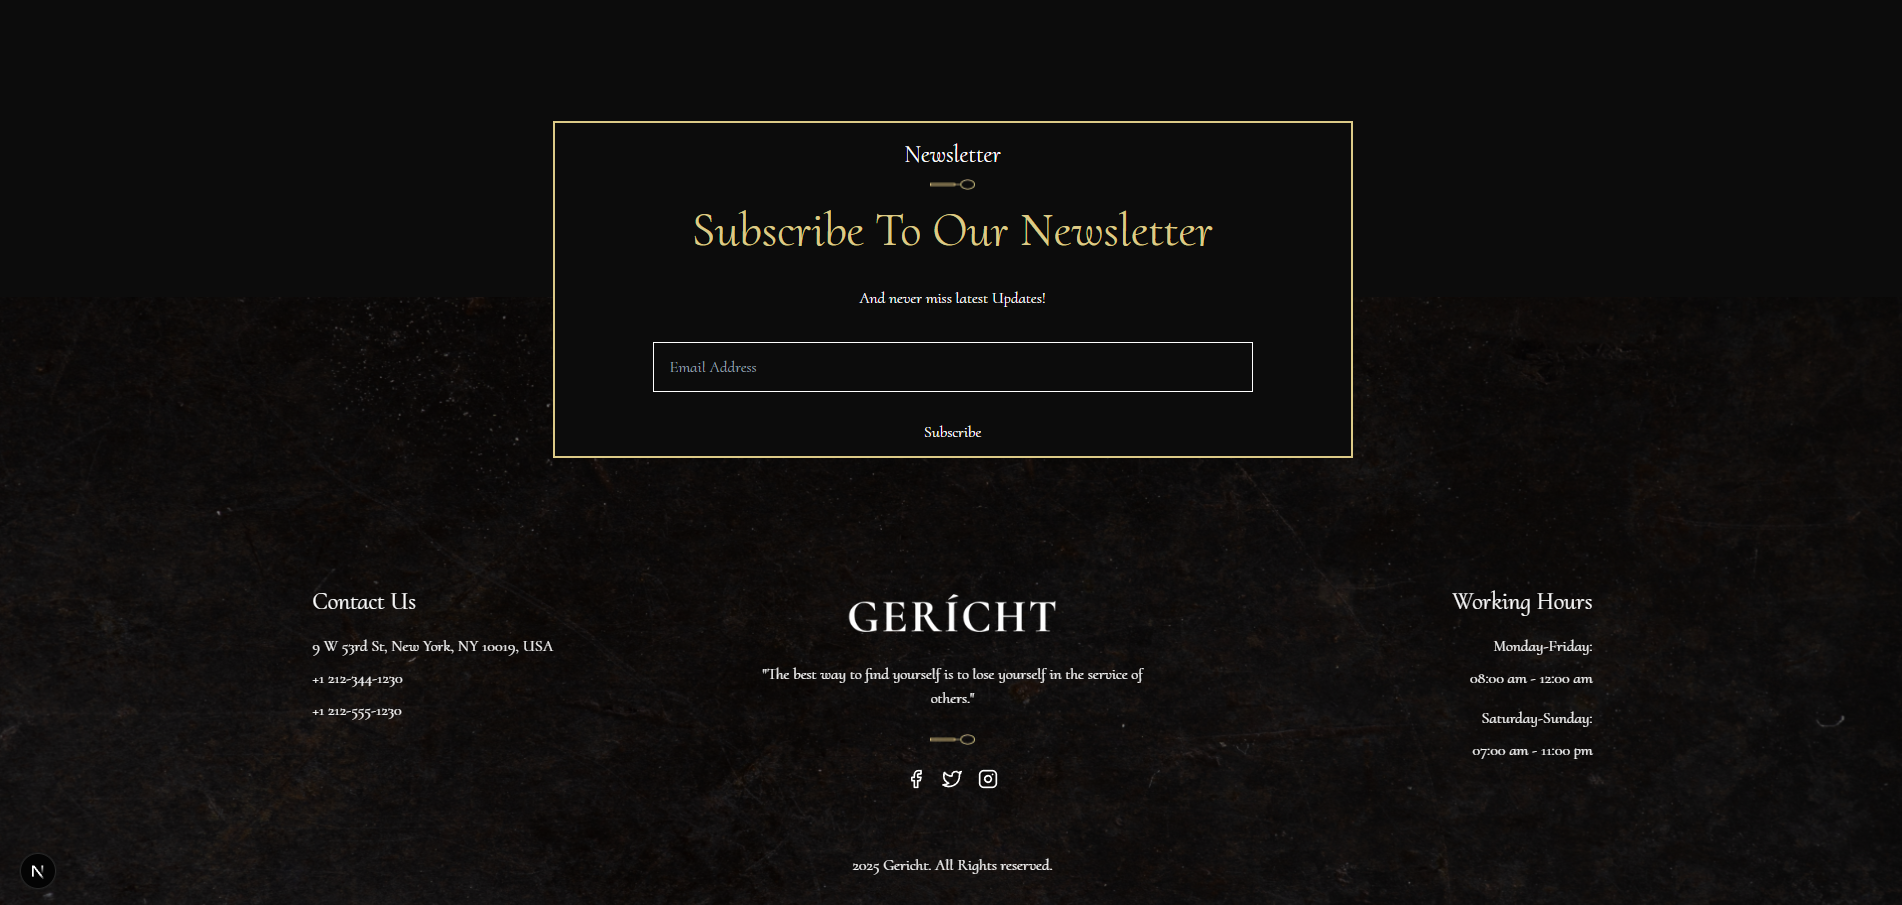 Newsletter
Subscribe To Our Newsletter
And never miss latest Updates!
Email Address
Subscribe
Contact Us
9 W 53rd St, New York, NY 10019, USA
+1 212-344-1230
+1 212-555-1230
GERÍCHT
"The best way to find yourself is to lose yourself in the service of
others."
Working Hours
Monday-Friday:
08:00 am - 12:00 am
Saturday-Sunday:
07:00 am - 11:00 pm
2025 Gericht. All Rights reserved.
N